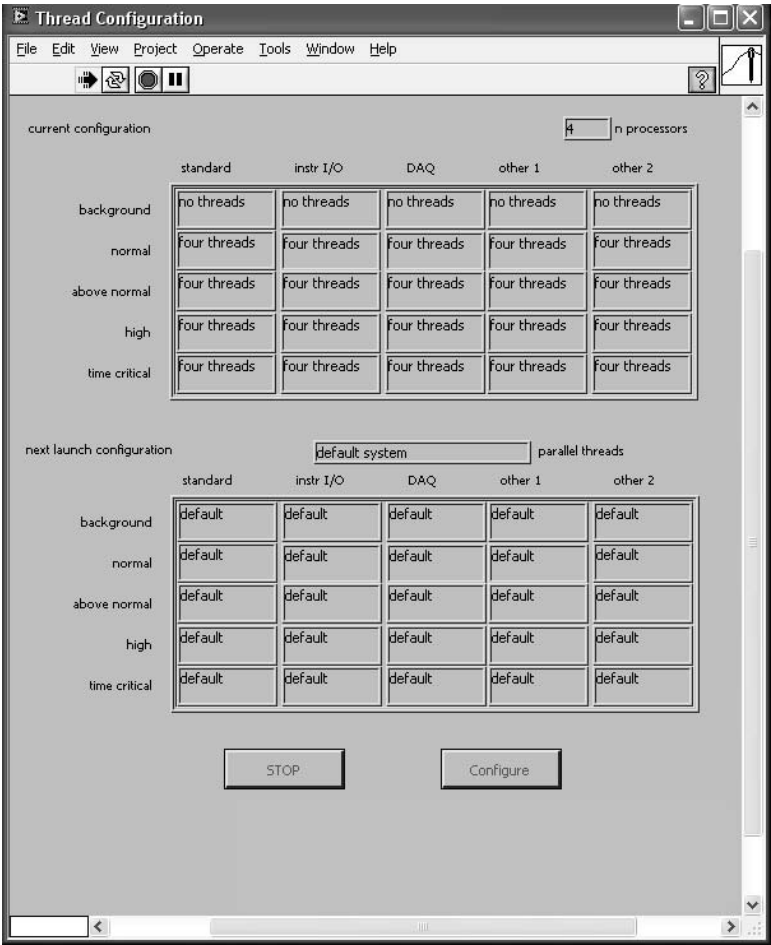 Thread Configuration
File Edit View Project Operate Tools Window Help
current configuration 4 n processors
standard instr I/O DAQ other 1 other 2
background no threads no threads no threads no threads no threads
normal four threads four threads four threads four threads four threads
above normal four threads four threads four threads four threads four threads
high four threads four threads four threads four threads four threads
time critical four threads four threads four threads four threads four threads
next launch configuration default system parallel threads
standard instr I/O DAQ other 1 other 2
background default default default default default
normal default default default default default
above normal default default default default default
high default default default default default
time critical default default default default default
STOP Configure